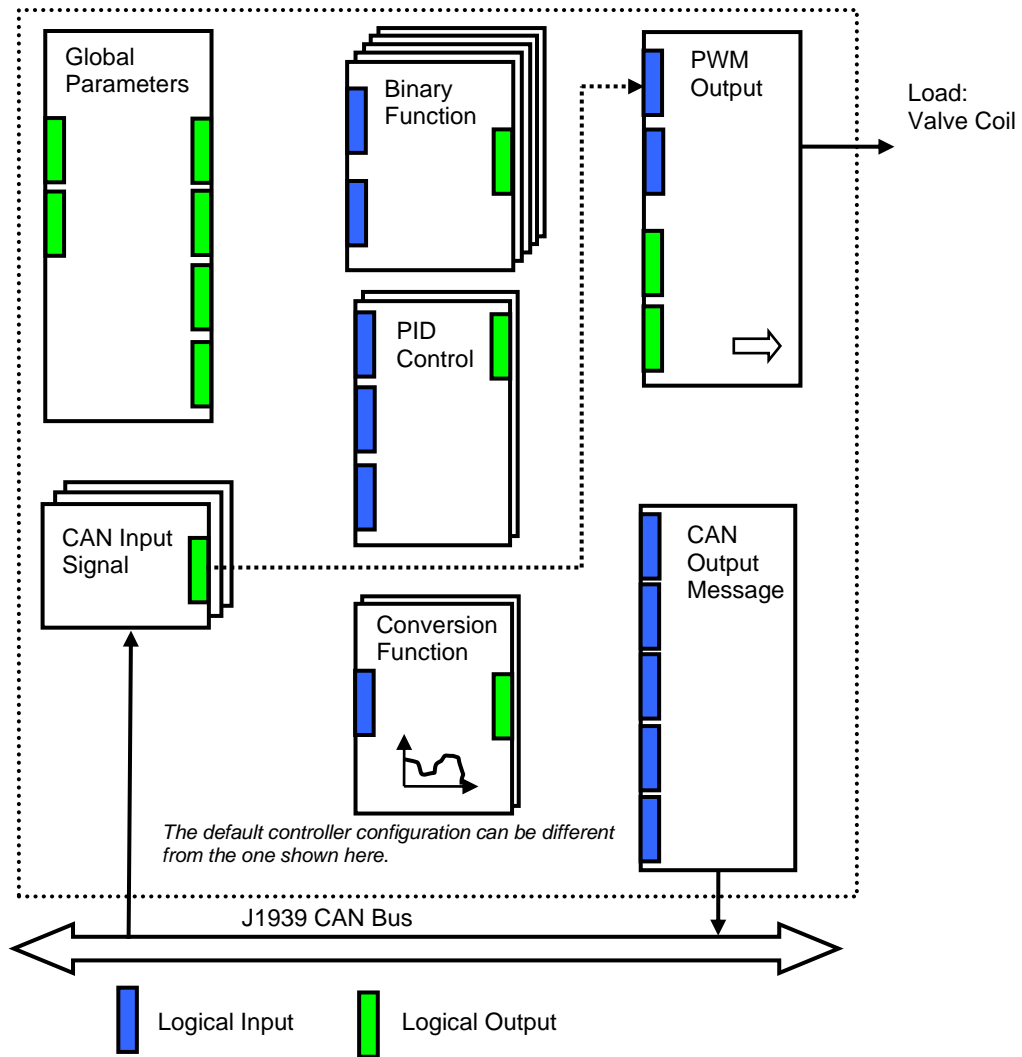 Global
Parameters
Binary
Function
PWM
Output
Load:
Valve Coil
PID
Control
CAN Input
Signal
CAN
Output
Message
Conversion
Function
The default controller configuration can be different
from the one shown here.
J1939 CAN Bus
Logical Input
Logical Output